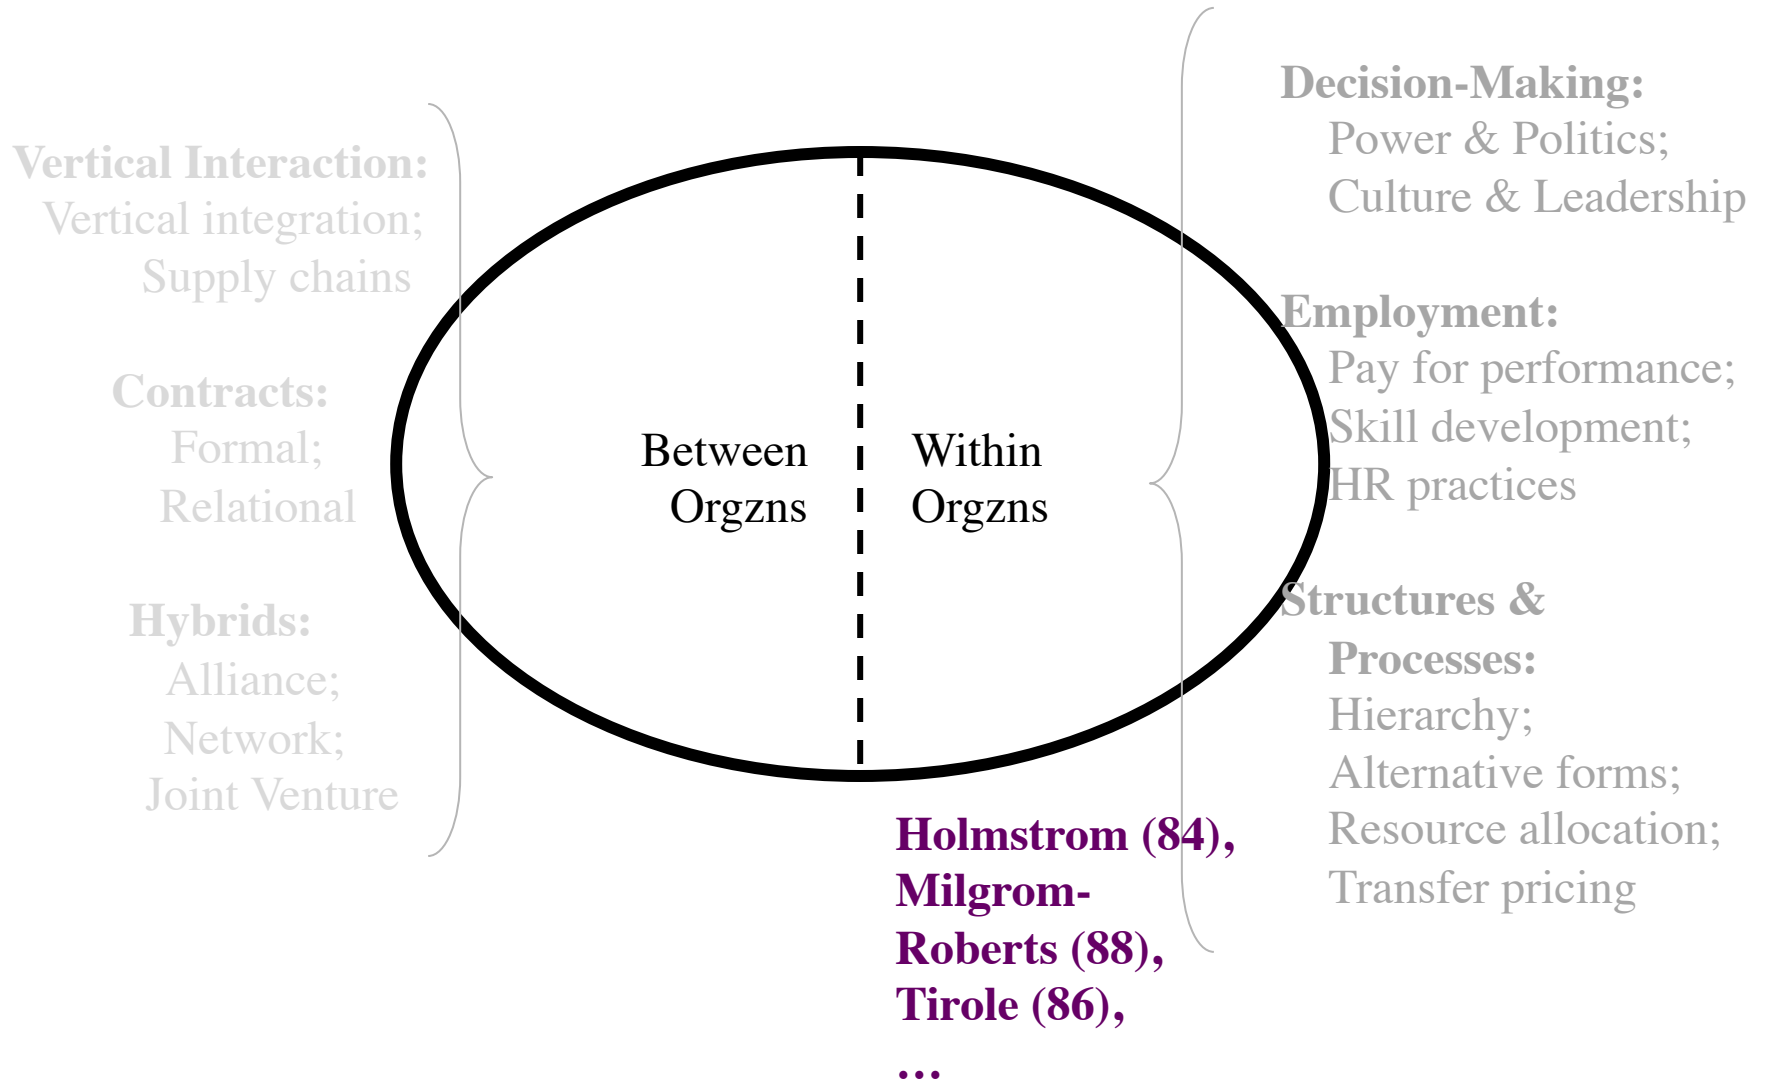 Vertical Interaction:
Vertical integration;
Supply chains
Contracts:
Formal;
Relational
Hybrids:
Alliance;
Network;
Joint Venture
Between
Orgzns
Within
Orgzns
Decision-Making:
Power & Politics;
Culture & Leadership
Employment:
Pay for performance;
Skill development;
HR practices
Structures &
Processes:
Hierarchy;
Alternative forms;
Resource allocation;
Transfer pricing
Holmstrom (84),
Milgrom-
Roberts (88),
Tirole (86),
…